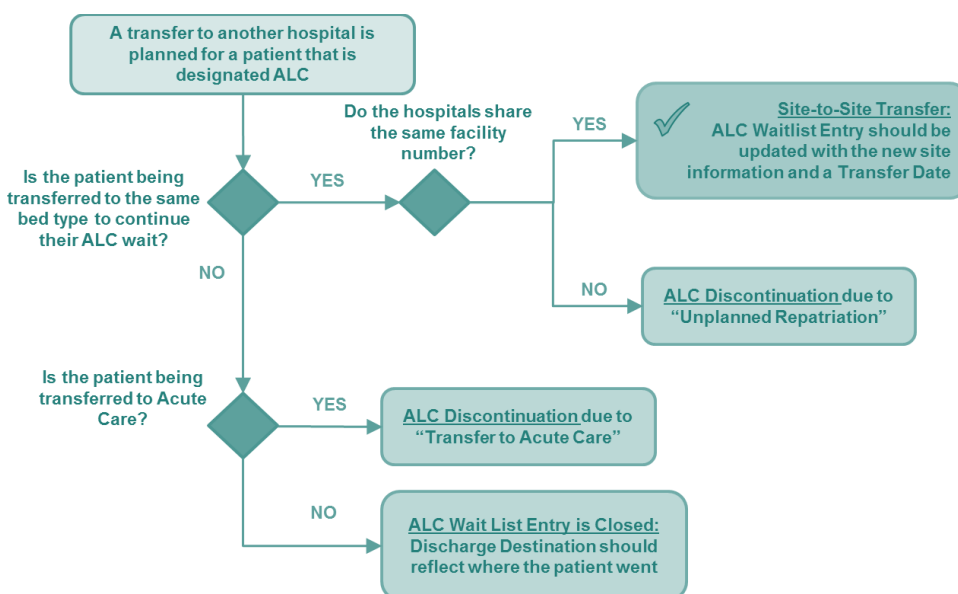 A transfer to another hospital is
planned for a patient that is
designated ALC
Is the patient being
transferred to the same
bed type to continue
their ALC wait?
YES
Do the hospitals share
the same facility
number?
YES
Site-to-Site Transfer:
ALC Waitlist Entry should be
updated with the new site
information and a Transfer Date
NO
ALC Discontinuation due to
“Unplanned Repatriation”
NO
Is the patient being
transferred to Acute
Care?
YES
ALC Discontinuation due to
“Transfer to Acute Care”
NO
ALC Wait List Entry is Closed:
Discharge Destination should
reflect where the patient went